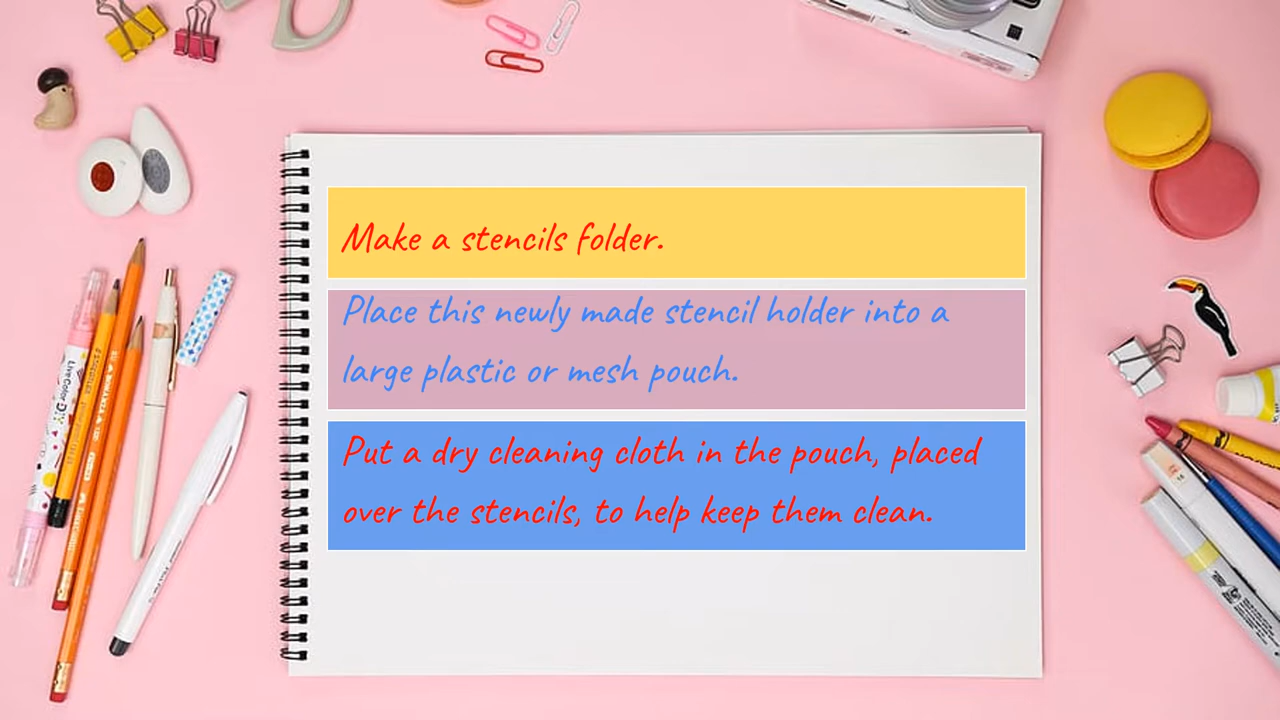 Make a stencils folder.
Place this newly made stencil holder into a
large plastic or mesh pouch.
Put a dry cleaning cloth in the pouch, placed
over the stencils, to help keep them clean.